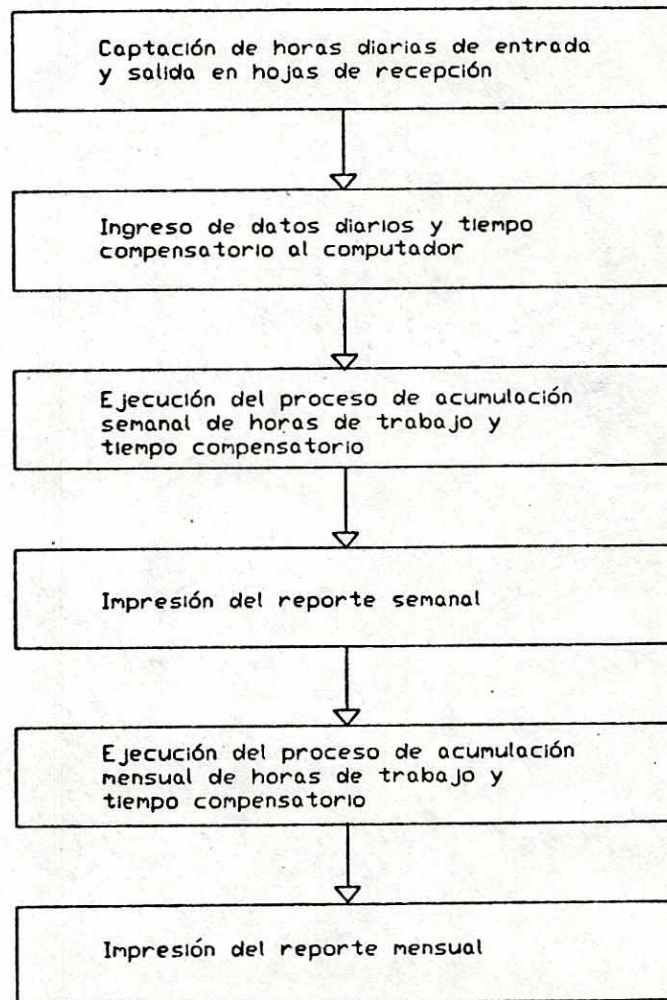 Captación de horas diarias de entrada
y salida en hojas de recepción
Ingreso de datos diarios y tiempo
compensatorio al computador
Ejecución del proceso de acumulación
semanal de horas de trabajo y
tiempo compensatorio
Impresión del reporte semanal
Ejecución del proceso de acumulación
mensual de horas de trabajo y
tiempo compensatorio
Impresión del reporte mensual